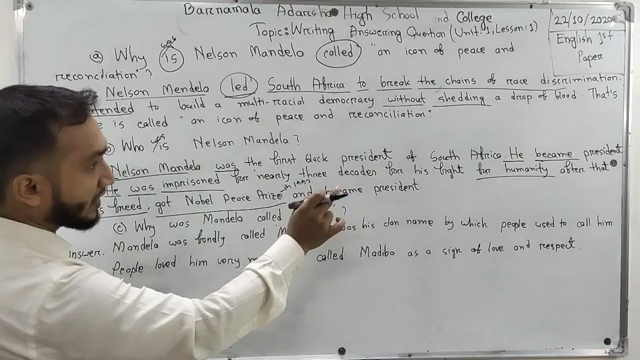 Barnamala Adarsha High School and College
22/10/2020
Topic: Writing Answering Question (Unit: 1, Lesson: 1)
English 1st
Paper
was
a) Why is Nelson Mandela called "an icon of peace and
reconciliation"?
Nelson Mendela led South Africa to break the chains of race discrimination.
to build a multi-racial democracy without shedding a drop of blood. That's
is called "an icon of peace and reconciliation."
Who is Nelson Mandela?
Nelson Mandela was the first black president of South Africa. He became president
He was imprisoned for nearly three decades for his fight for humanity after that
freed, got Nobel Peace Prize in and became president.
(c) Why was Mandela called ?
Answer: Mandela was fondly called was his clan name by which people used to call him
People loved him very called Madiba as a sign of love and respect.